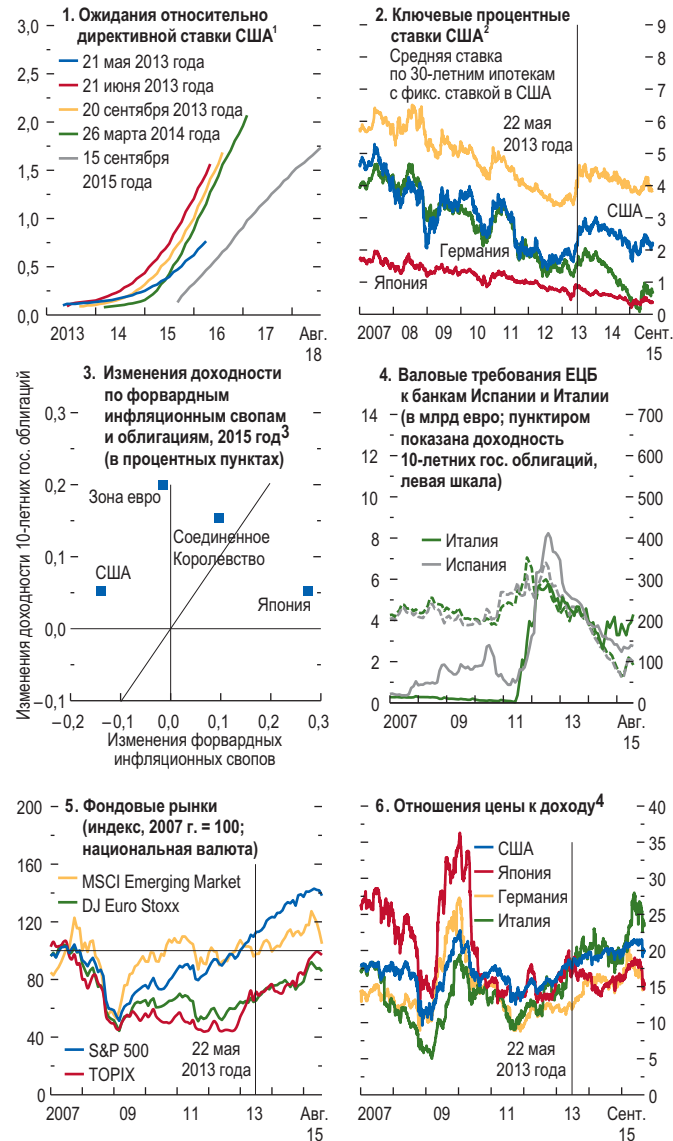 1. Ожидания относительно
директивной ставки США1
3,0
2,5
2,0
1,5
1,0
0,5
0,0
21 мая 2013 года
21 июня 2013 года
20 сентября 2013 года
26 марта 2014 года
15 сентября
2015 года
2013 14 15 16 17 Авг.
18
2. Ключевые процентные
ставки США2
Средняя ставка
по 30-летним ипотекам
с фикс. ставкой в США
22 мая
2013 года
США
Германия
Япония
9
8
7
6
5
4
3
2
1
0
2007 08 09 10 11 12 13 14 Сент.
15
3. Изменения доходности
по форвардным
инфляционным свопам
и облигациям, 2015 год3
(в процентных пунктах)
Изменения доходности 10-летних гос. облигаций
0,3
0,2
0,1
0,0
–0,1
Зона евро
Соединенное
Королевство
США
Япония
–0,2 –0,1 0,0 0,1 0,2 0,3
Изменения форвардных
инфляционных свопов
4. Валовые требования ЕЦБ
к банкам Испании и Италии
(в млрд евро; пунктиром
показана доходность
10-летних гос. облигаций,
левая шкала)
14
12
10
8
6
4
2
0
Италия
Испания
700
600
500
400
300
200
100
0
2007 09 11 13 Авг.
15
5. Фондовые рынки
(индекс, 2007 г. = 100;
национальная валюта)
200
160
140
100
80
60
40
0
MSCI Emerging Market
DJ Euro Stoxx
S&P 500
TOPIX
22 мая
2013 года
2007 09 11 13 Авг.
15
6. Отношения цены к доходу4
США
Япония
Германия
Италия
22 мая
2013 года
40
35
30
25
20
15
10
5
0
2007 09 11 13 Сент.
15